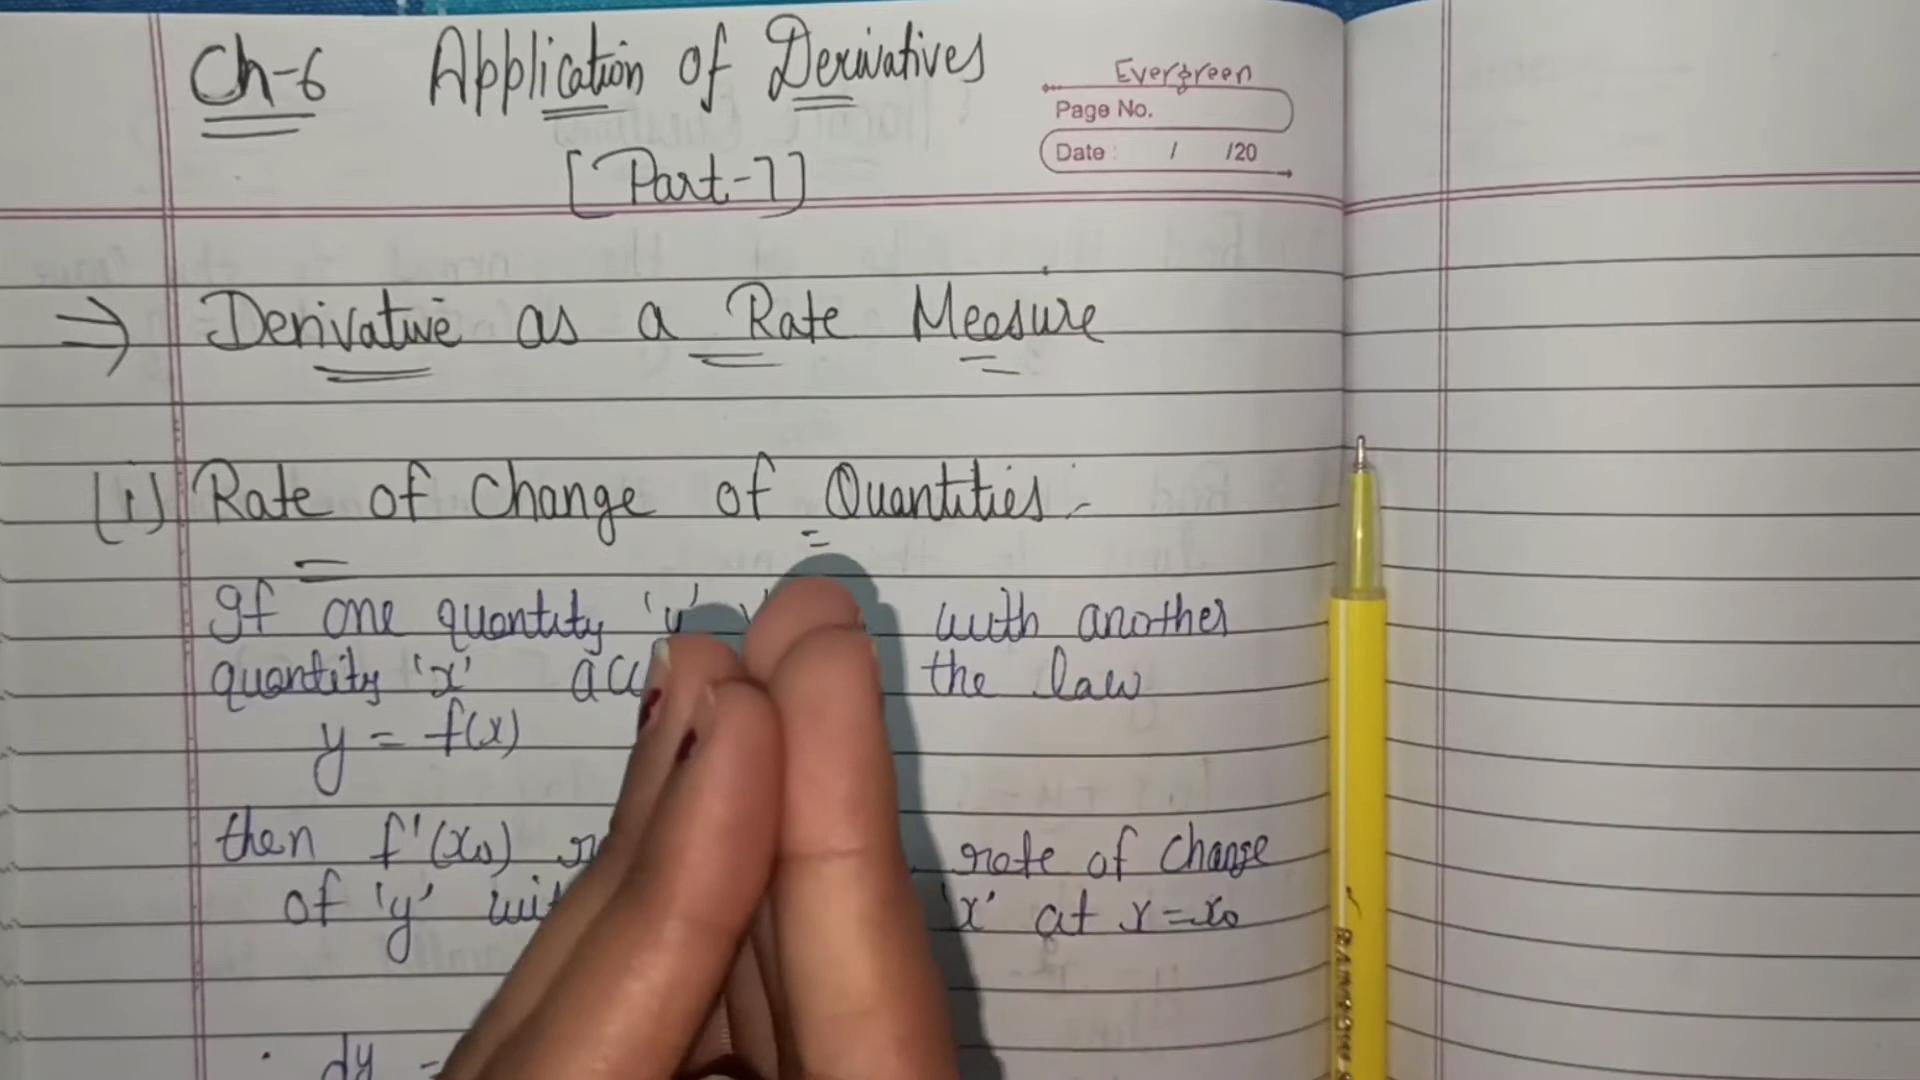 Ch-6 Application of Derivatives
Evergreen
Page No.
Date : / /20
[Part-7]
⇒ Derivative as a Rate Measure
(i) Rate of Change of Quantities :-
If one quantity 'y' with another
quantity 'x' the law
y = f(x)
then f'(x₀) rate of change
of 'y' 'x' at x = x₀
dy =